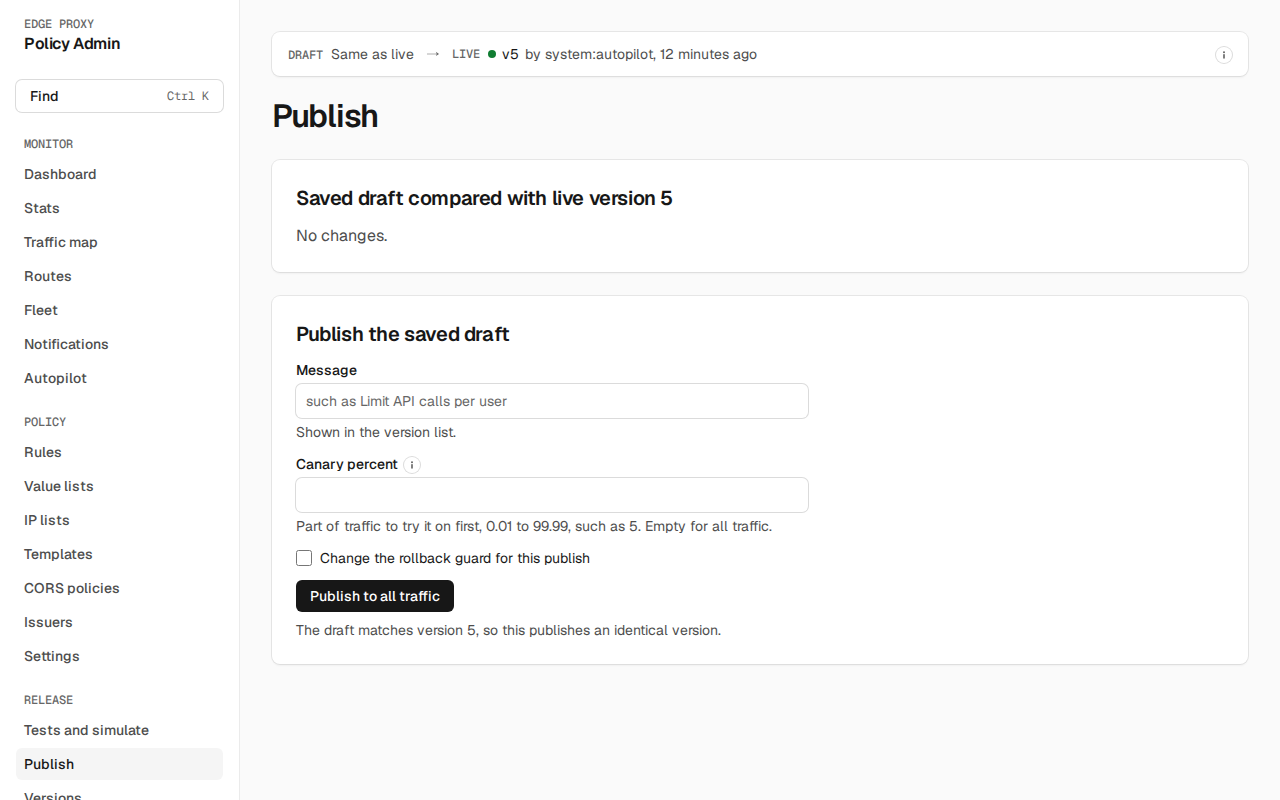 EDGE PROXY
Policy Admin
Find Ctrl K
MONITOR
Dashboard
Stats
Traffic map
Routes
Fleet
Notifications
Autopilot
POLICY
Rules
Value lists
IP lists
Templates
CORS policies
Issuers
Settings
RELEASE
Tests and simulate
Publish
Versions
DRAFT Same as live → LIVE v5 by system:autopilot, 12 minutes ago
Publish
Saved draft compared with live version 5
No changes.
Publish the saved draft
Message
such as Limit API calls per user
Shown in the version list.
Canary percent
Part of traffic to try it on first, 0.01 to 99.99, such as 5. Empty for all traffic.
Change the rollback guard for this publish
Publish to all traffic
The draft matches version 5, so this publishes an identical version.